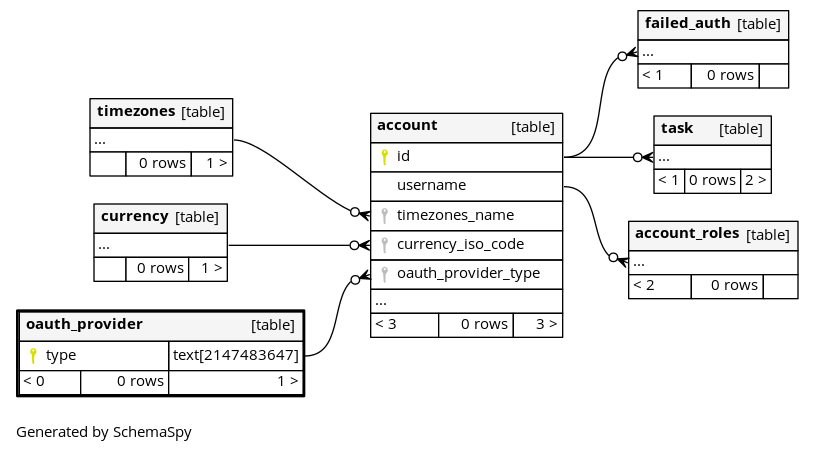 failed_auth [table]
...
< 1 0 rows
timezones [table]
...
0 rows 1 >
account [table]
id
username
timezones_name
currency_iso_code
oauth_provider_type
...
< 3 0 rows 3 >
task [table]
...
< 1 0 rows 2 >
currency [table]
...
0 rows 1 >
account_roles [table]
...
< 2 0 rows
oauth_provider [table]
type text[2147483647]
< 0 0 rows 1 >
Generated by SchemaSpy